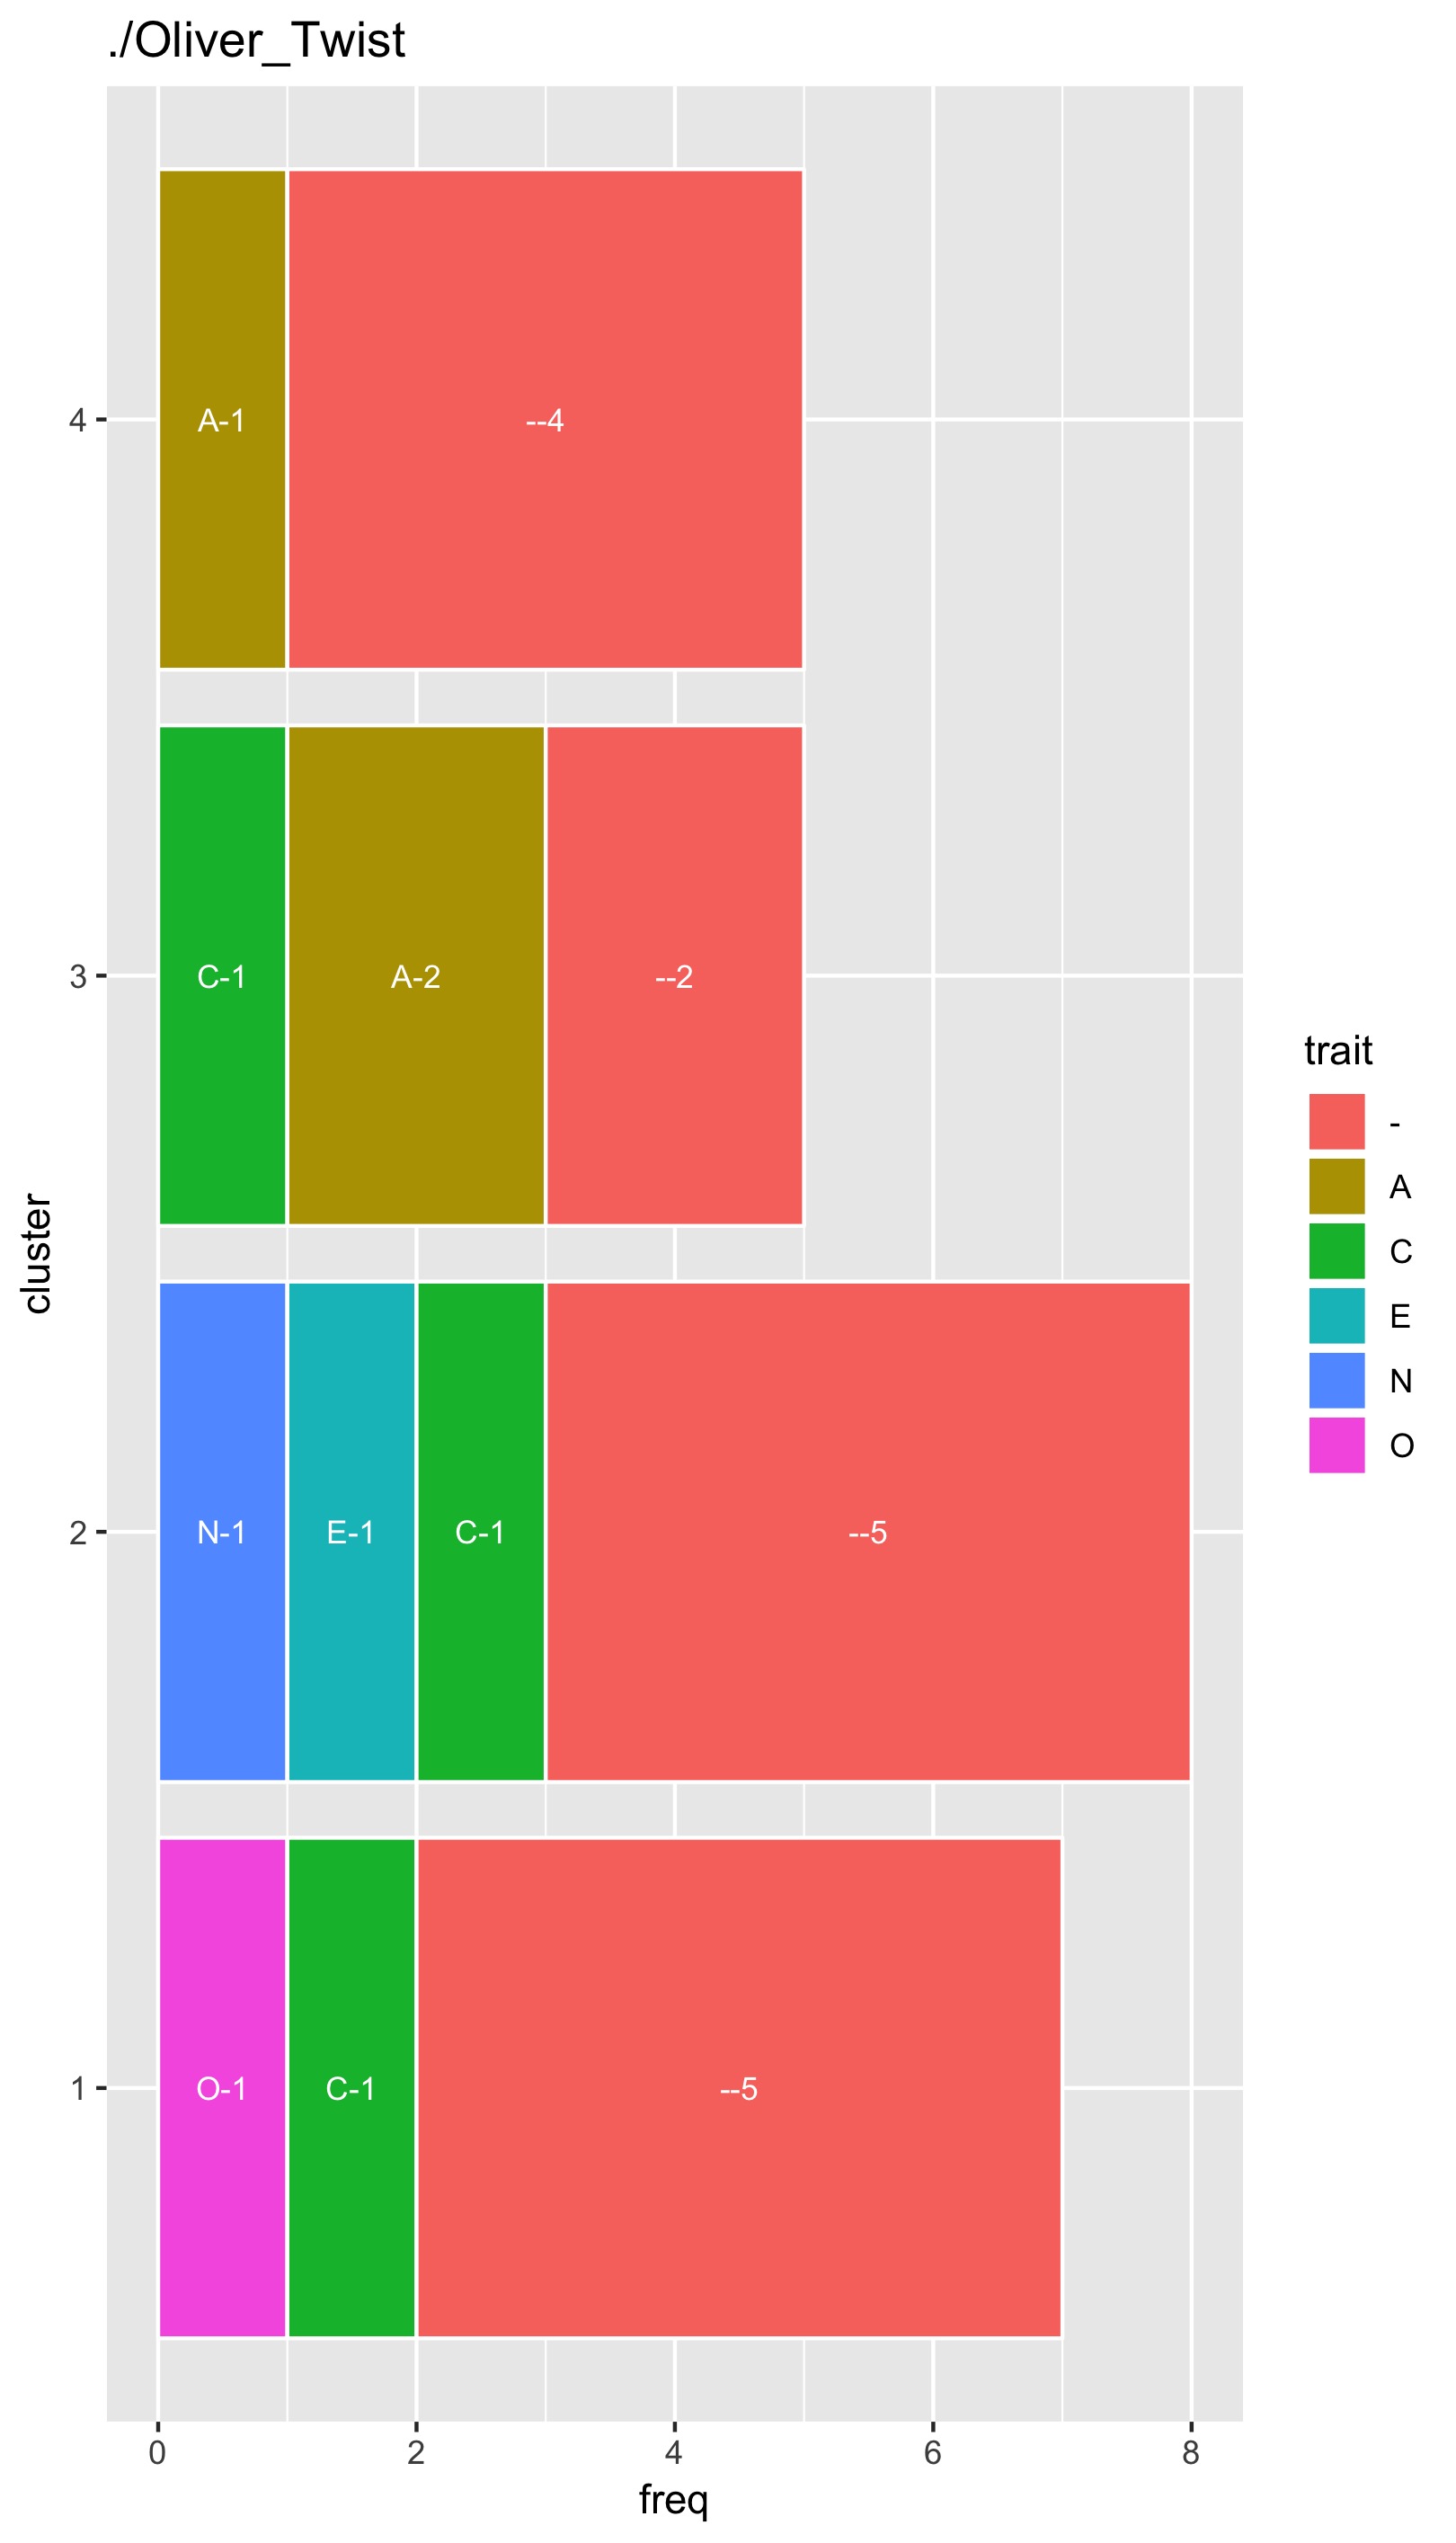 ./Oliver_Twist
4
A-1
--4
3
C-1
A-2
--2
2
N-1
E-1
C-1
--5
1
O-1
C-1
--5
0
2
4
6
8
freq
cluster
trait
-
A
C
E
N
O